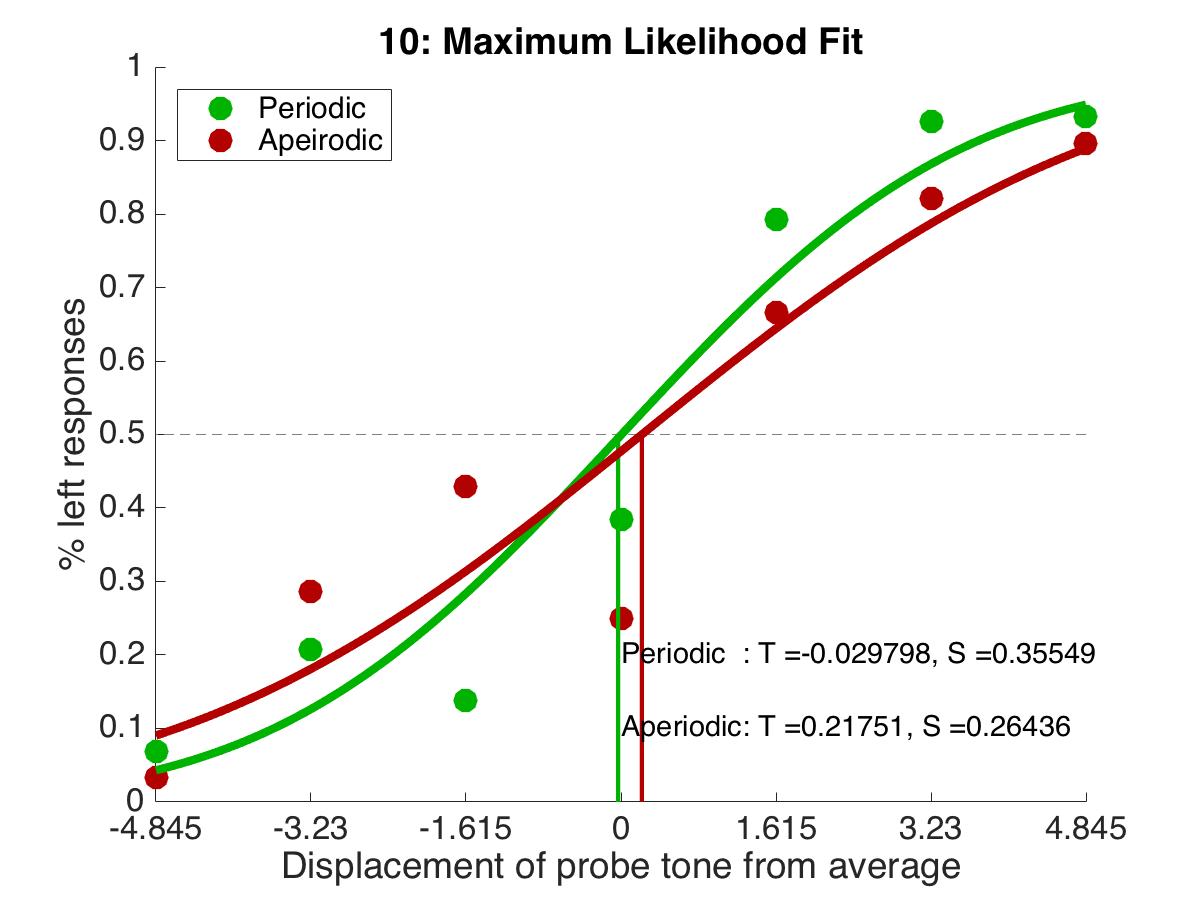 10: Maximum Likelihood Fit
1
Periodic
Apeirodic
0.9
0.8
0.7
0.6
0.5
0.4
0.3
0.2
0.1
0
% left responses
Periodic : T =-0.029798, S =0.35549
Aperiodic: T =0.21751, S =0.26436
-4.845 -3.23 -1.615 0 1.615 3.23 4.845
Displacement of probe tone from average